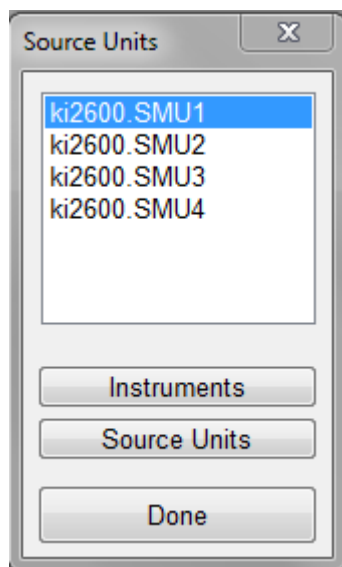 Source Units
ki2600.SMU1
ki2600.SMU2
ki2600.SMU3
ki2600.SMU4
Instruments
Source Units
Done